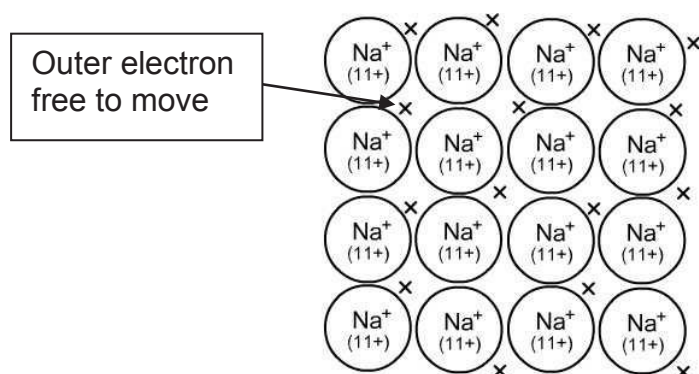 Outer electron
free to move
Na⁺ Na⁺ Na⁺ Na⁺
(11+) (11+) (11+) (11+)
Na⁺ Na⁺ Na⁺ Na⁺
(11+) (11+) (11+) (11+)
Na⁺ Na⁺ Na⁺ Na⁺
(11+) (11+) (11+) (11+)
Na⁺ Na⁺ Na⁺ Na⁺
(11+) (11+) (11+) (11+)